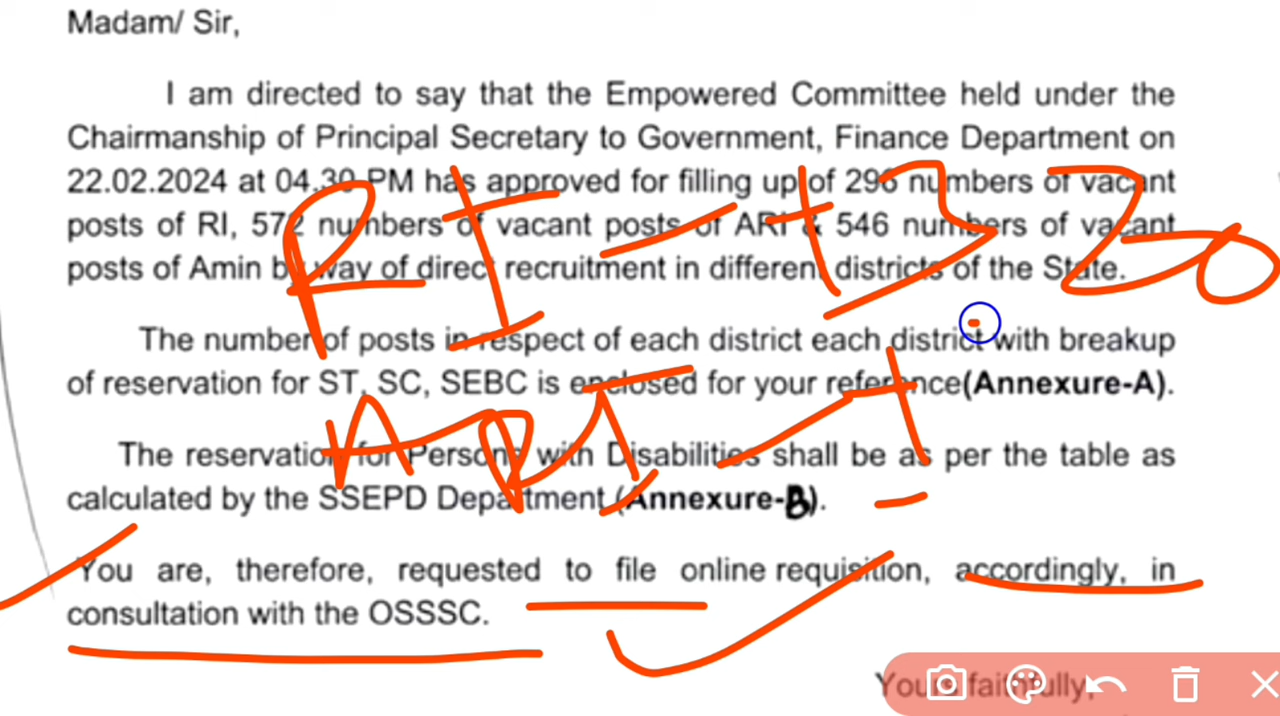 Madam/ Sir,
I am directed to say that the Empowered Committee held under the
Chairmanship of Principal Secretary to Government, Finance Department on
22.02.2024 at 04.30 PM has approved for filling up of 296 numbers of vacant
posts of RI, 572 numbers of vacant posts of ARI & 546 numbers of vacant
posts of Amin by way of direct recruitment in different districts of the State.
The number of posts in respect of each district each district with breakup
of reservation for ST, SC, SEBC is enclosed for your reference(Annexure-A).
The reservation for Persons with Disabilities shall be as per the table as
calculated by the SSEPD Department (Annexure-B).
You are, therefore, requested to file online requisition, accordingly, in
consultation with the OSSSC.
Yours faithfully,
RI - +320
ARI - +